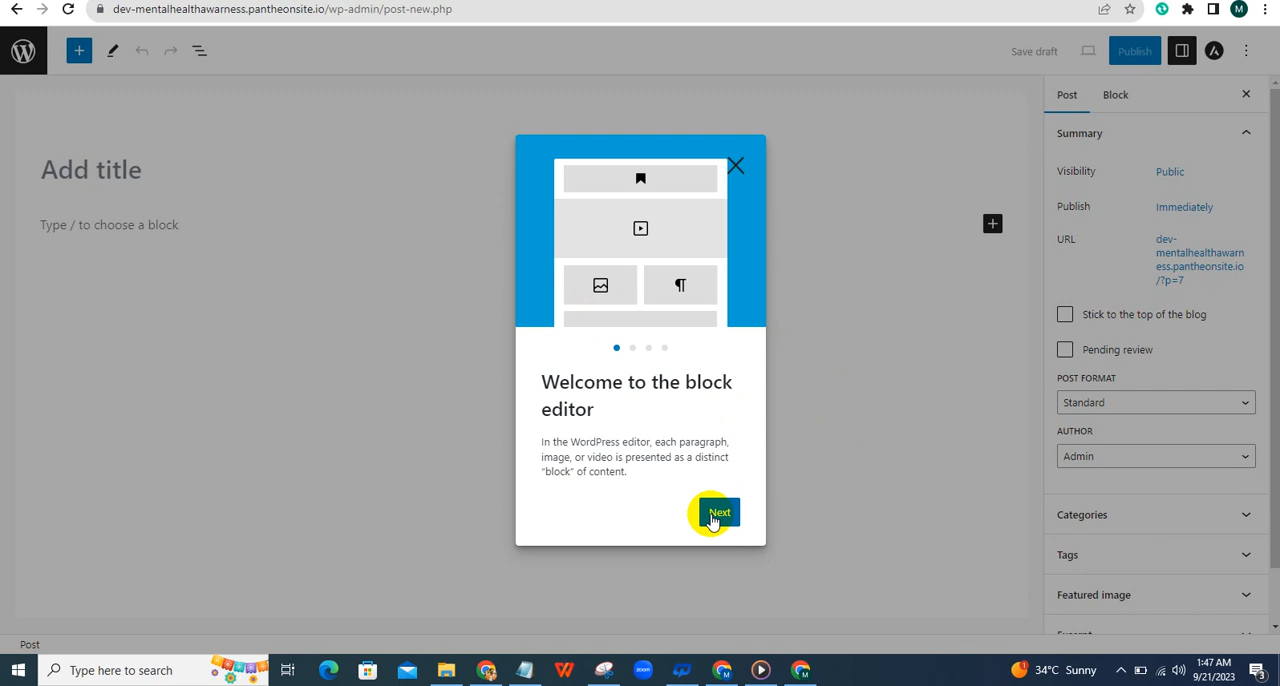 dev-mentalhealthawarness.pantheonsite.io/wp-admin/post-new.php
M
Save draft
Publish
Post
Block
Summary
Add title
Visibility
Public
Type / to choose a block
Publish
Immediately
URL
dev-
mentalhealthawarn
ess.pantheonsite.io
/?p=7
Stick to the top of the blog
Pending review
POST FORMAT
Standard
AUTHOR
Admin
Welcome to the block
editor
In the WordPress editor, each paragraph,
image, or video is presented as a distinct
“block” of content.
Next
Categories
Tags
Featured image
Excerpt
Post
Type here to search
zoom
34°C Sunny
1:47 AM
9/21/2023
3